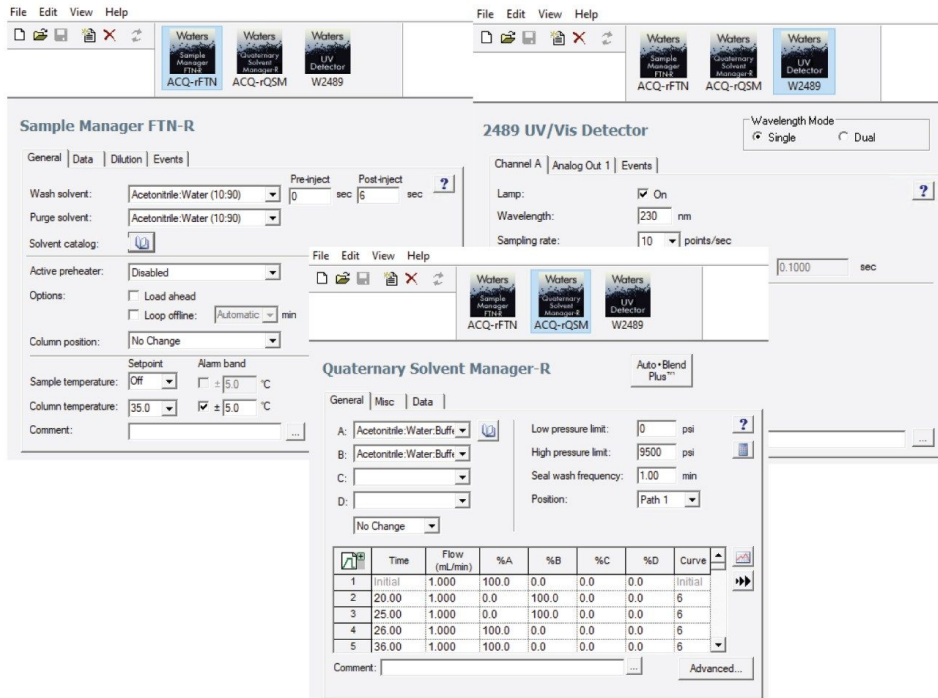 File Edit View Help
Waters Sample Manager FTN-R
Waters Quaternary Solvent Manager-R
Waters UV Detector
ACQ-rFTN ACQ-rQSM W2489
Sample Manager FTN-R
General Data Dilution Events
Pre-inject Post-inject
Wash solvent: Acetonitrile:Water (10:90) 0 sec 6 sec ?
Purge solvent: Acetonitrile:Water (10:90)
Solvent catalog:
Active preheater: Disabled
Options: Load ahead
Loop offline: Automatic min
Column position: No Change
Setpoint Alarm band
Sample temperature: Off ± 5.0 °C
Column temperature: 35.0 ± 5.0 °C
Comment: ...
File Edit View Help
Waters Sample Manager FTN-R
Waters Quaternary Solvent Manager-R
Waters UV Detector
ACQ-rFTN ACQ-rQSM W2489
2489 UV/Vis Detector
Wavelength Mode
Single Dual
Channel A Analog Out 1 Events
Lamp: On ?
Wavelength: 230 nm
Sampling rate: 10 points/sec
0.1000 sec
...
File Edit View Help
Waters Sample Manager FTN-R
Waters Quaternary Solvent Manager-R
Waters UV Detector
ACQ-rFTN ACQ-rQSM W2489
Quaternary Solvent Manager-R
Auto•Blend Plus™
General Misc Data
A: Acetonitrile:Water:Buffe Low pressure limit: 0 psi ?
B: Acetonitrile:Water:Buffe High pressure limit: 9500 psi
C: Seal wash frequency: 1.00 min
D: Position: Path 1
No Change
Time Flow (mL/min) %A %B %C %D Curve
1 Initial 1.000 100.0 0.0 0.0 0.0 Initial
2 20.00 1.000 0.0 100.0 0.0 0.0 6
3 25.00 1.000 0.0 100.0 0.0 0.0 6
4 26.00 1.000 100.0 0.0 0.0 0.0 6
5 36.00 1.000 100.0 0.0 0.0 0.0 6
Comment: ... Advanced...